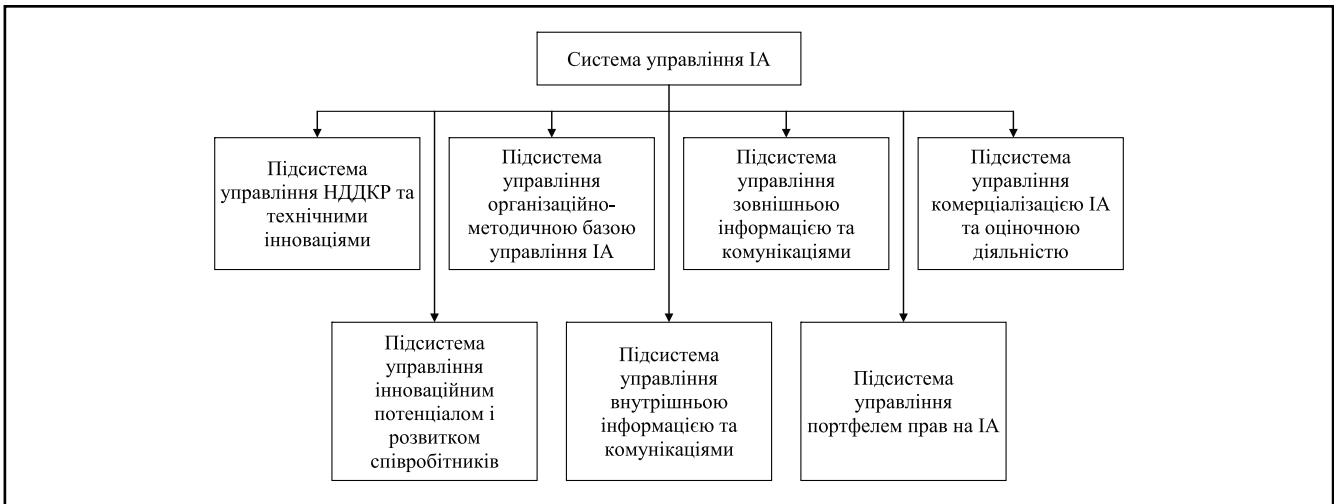 Система управління ІА
Підсистема
управління НДДКР та
технічними
інноваціями
Підсистема
управління
організаційно-
методичною базою
управління ІА
Підсистема
управління
зовнішньою
інформацією та
комунікаціями
Підсистема
управління
комерціалізацією ІА
та оціночною
діяльністю
Підсистема
управління
інноваційним
потенціалом і
розвитком
співробітників
Підсистема
управління
внутрішньою
інформацією та
комунікаціями
Підсистема
управління
портфелем прав на ІА